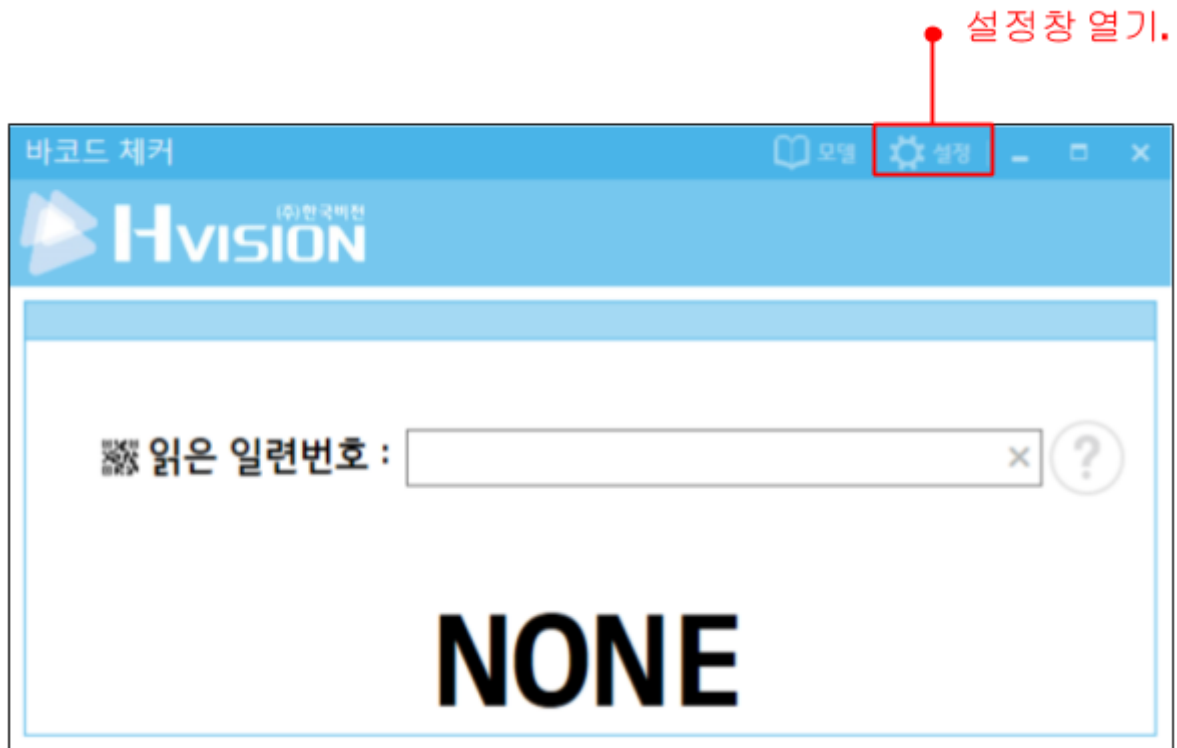 설정창 열기.
바코드 체커 모델 설정
(주)한국비전
HVISION
읽은 일련번호 : ?
NONE